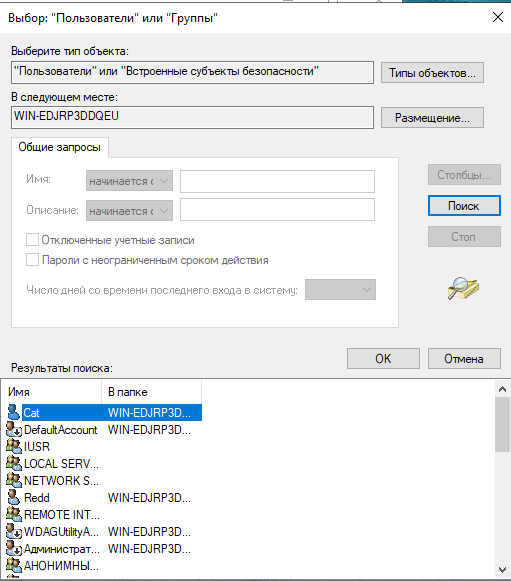 Выбор: "Пользователи" или "Группы"
Выберите тип объекта:
"Пользователи" или "Встроенные субъекты безопасности"
Типы объектов...
В следующем месте:
WIN-EDJRP3DDQEU
Размещение...
Общие запросы
Имя:
начинается с
Столбцы...
Описание:
начинается с
Поиск
Отключенные учетные записи
Стоп
Пароли с неограниченным сроком действия
Число дней со времени последнего входа в систему:
OK
Отмена
Результаты поиска:
Имя В папке
Cat WIN-EDJRP3D...
DefaultAccount WIN-EDJRP3D...
IUSR
LOCAL SERV...
NETWORK S...
Redd WIN-EDJRP3D...
REMOTE INT...
WDAGUtilityA... WIN-EDJRP3D...
Администрат... WIN-EDJRP3D...
АНОНИМНЫ...